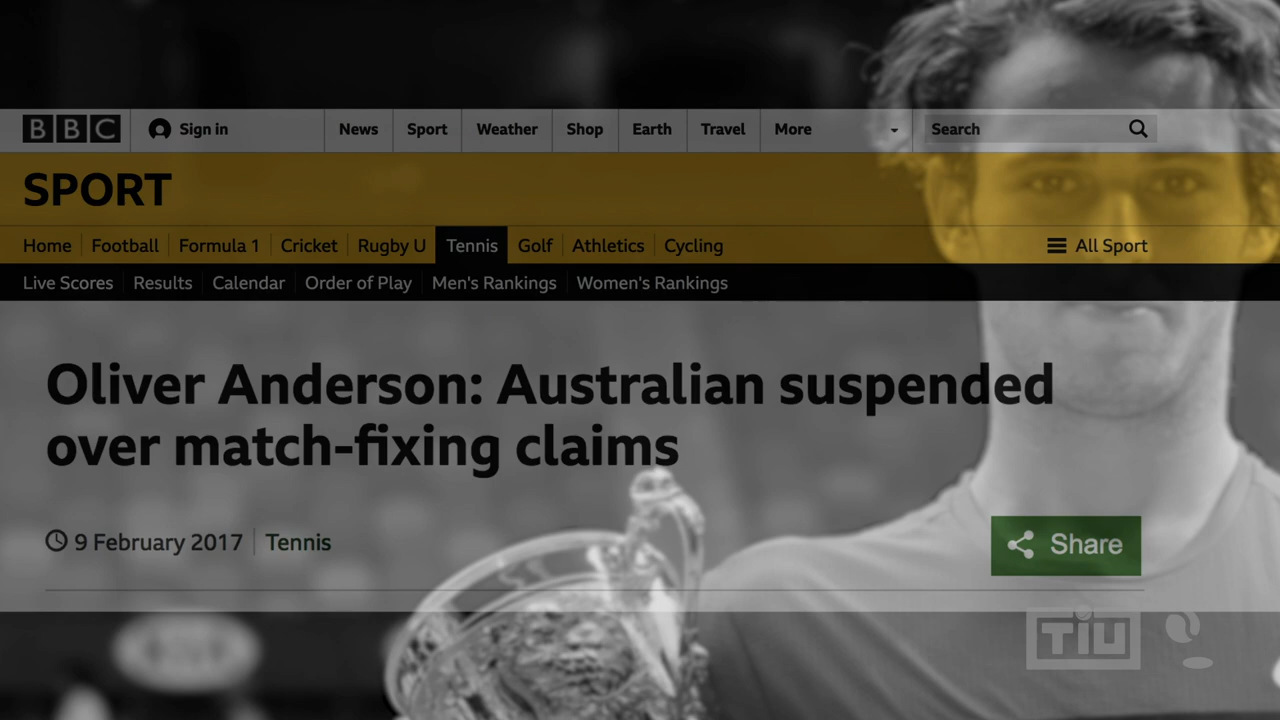 BBC Sign in News Sport Weather Shop Earth Travel More Search
SPORT
Home Football Formula 1 Cricket Rugby U Tennis Golf Athletics Cycling All Sport
Live Scores Results Calendar Order of Play Men's Rankings Women's Rankings
Oliver Anderson: Australian suspended
over match-fixing claims
9 February 2017 Tennis
Share
TIU